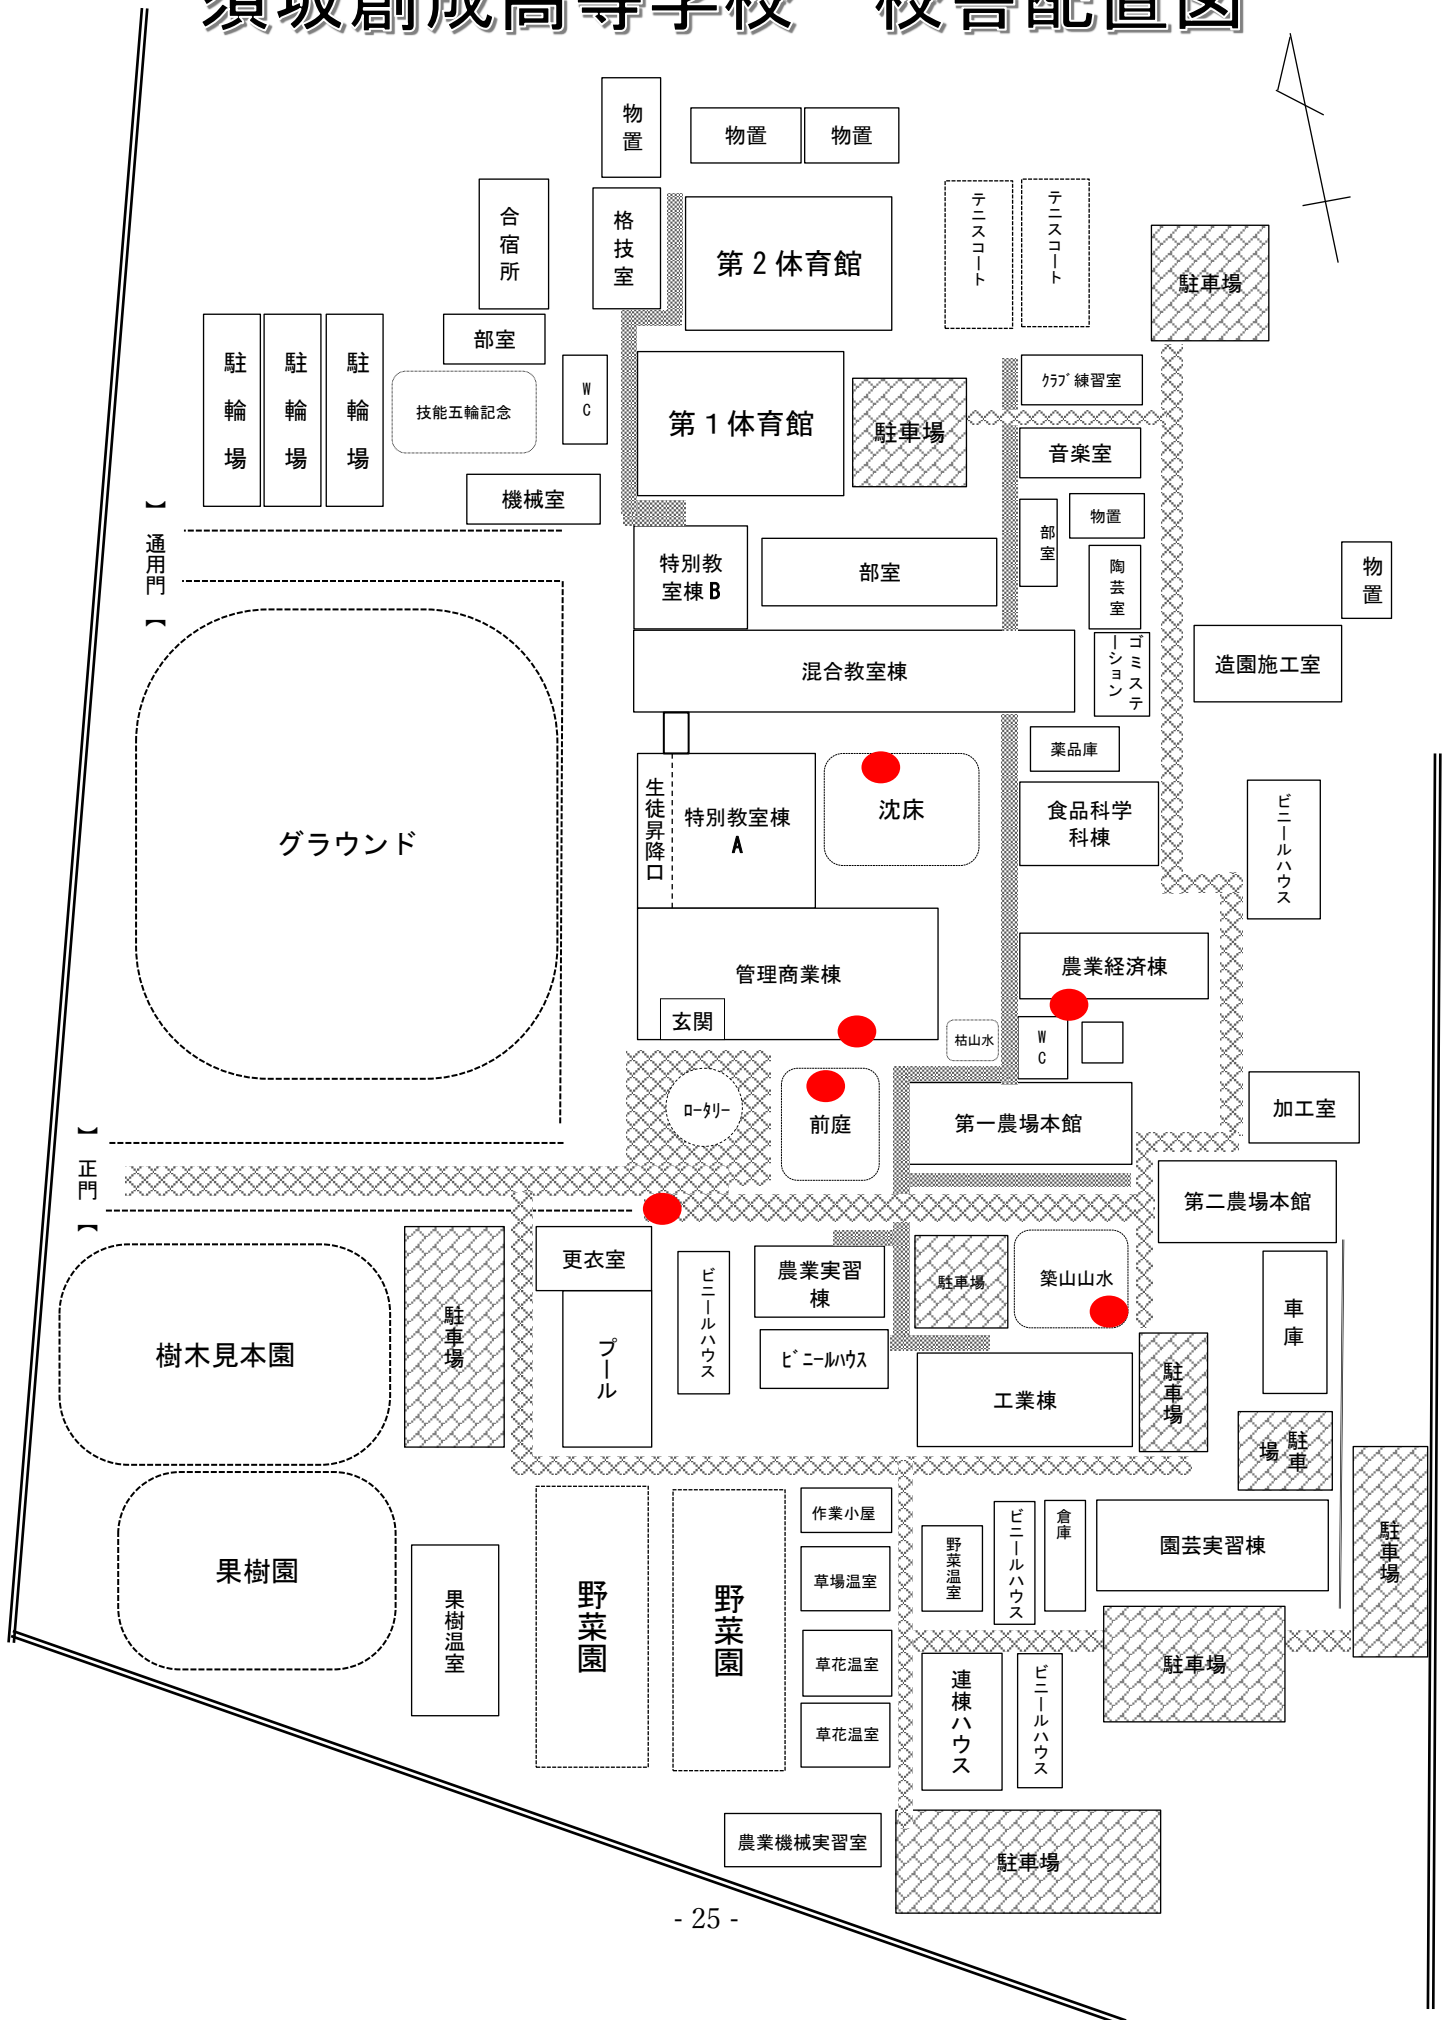 須坂創成高等学校　校舎配置図
物置
物置
物置
合宿所
格技室
第２体育館
テニスコート
テニスコート
駐車場
駐輪場
駐輪場
駐輪場
部室
技能五輪記念
WC
第１体育館
駐車場
ｸﾗﾌﾞ練習室
音楽室
機械室
【通用門】
特別教
室棟B
部室
部室
物置
陶芸室
物置
混合教室棟
ゴミステ
ーション
造園施工室
グラウンド
生徒昇降口
特別教室棟
A
沈床
薬品庫
食品科学
科棟
ビニールハウス
管理商業棟
玄関
農業経済棟
枯山水
WC
ﾛｰﾀﾘｰ
前庭
第一農場本館
加工室
【正門】
第二農場本館
更衣室
プール
ビニールハウス
農業実習
棟
ﾋﾞﾆｰﾙﾊｳｽ
駐車場
築山山水
車庫
樹木見本園
駐車場
工業棟
駐車場
駐車
場
果樹園
果樹温室
野菜園
野菜園
作業小屋
草場温室
草花温室
草花温室
野菜温室
ビニールハウス
倉庫
園芸実習棟
駐車場
駐車場
連棟ハウス
ビニールハウス
農業機械実習室
駐車場
- 25 -